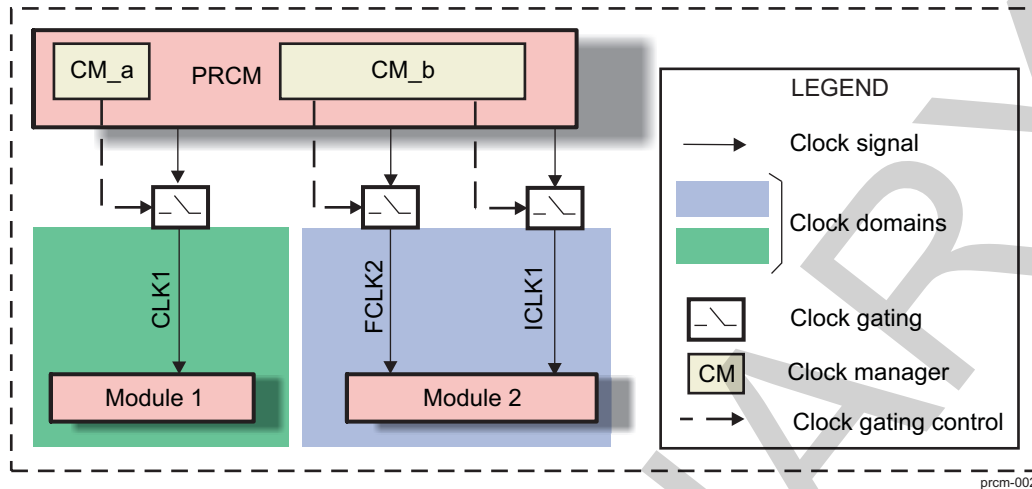 CM_a
PRCM
CM_b
CLK1
FCLK2
ICLK1
Module 1
Module 2
LEGEND
Clock signal
Clock domains
Clock gating
CM
Clock manager
Clock gating control